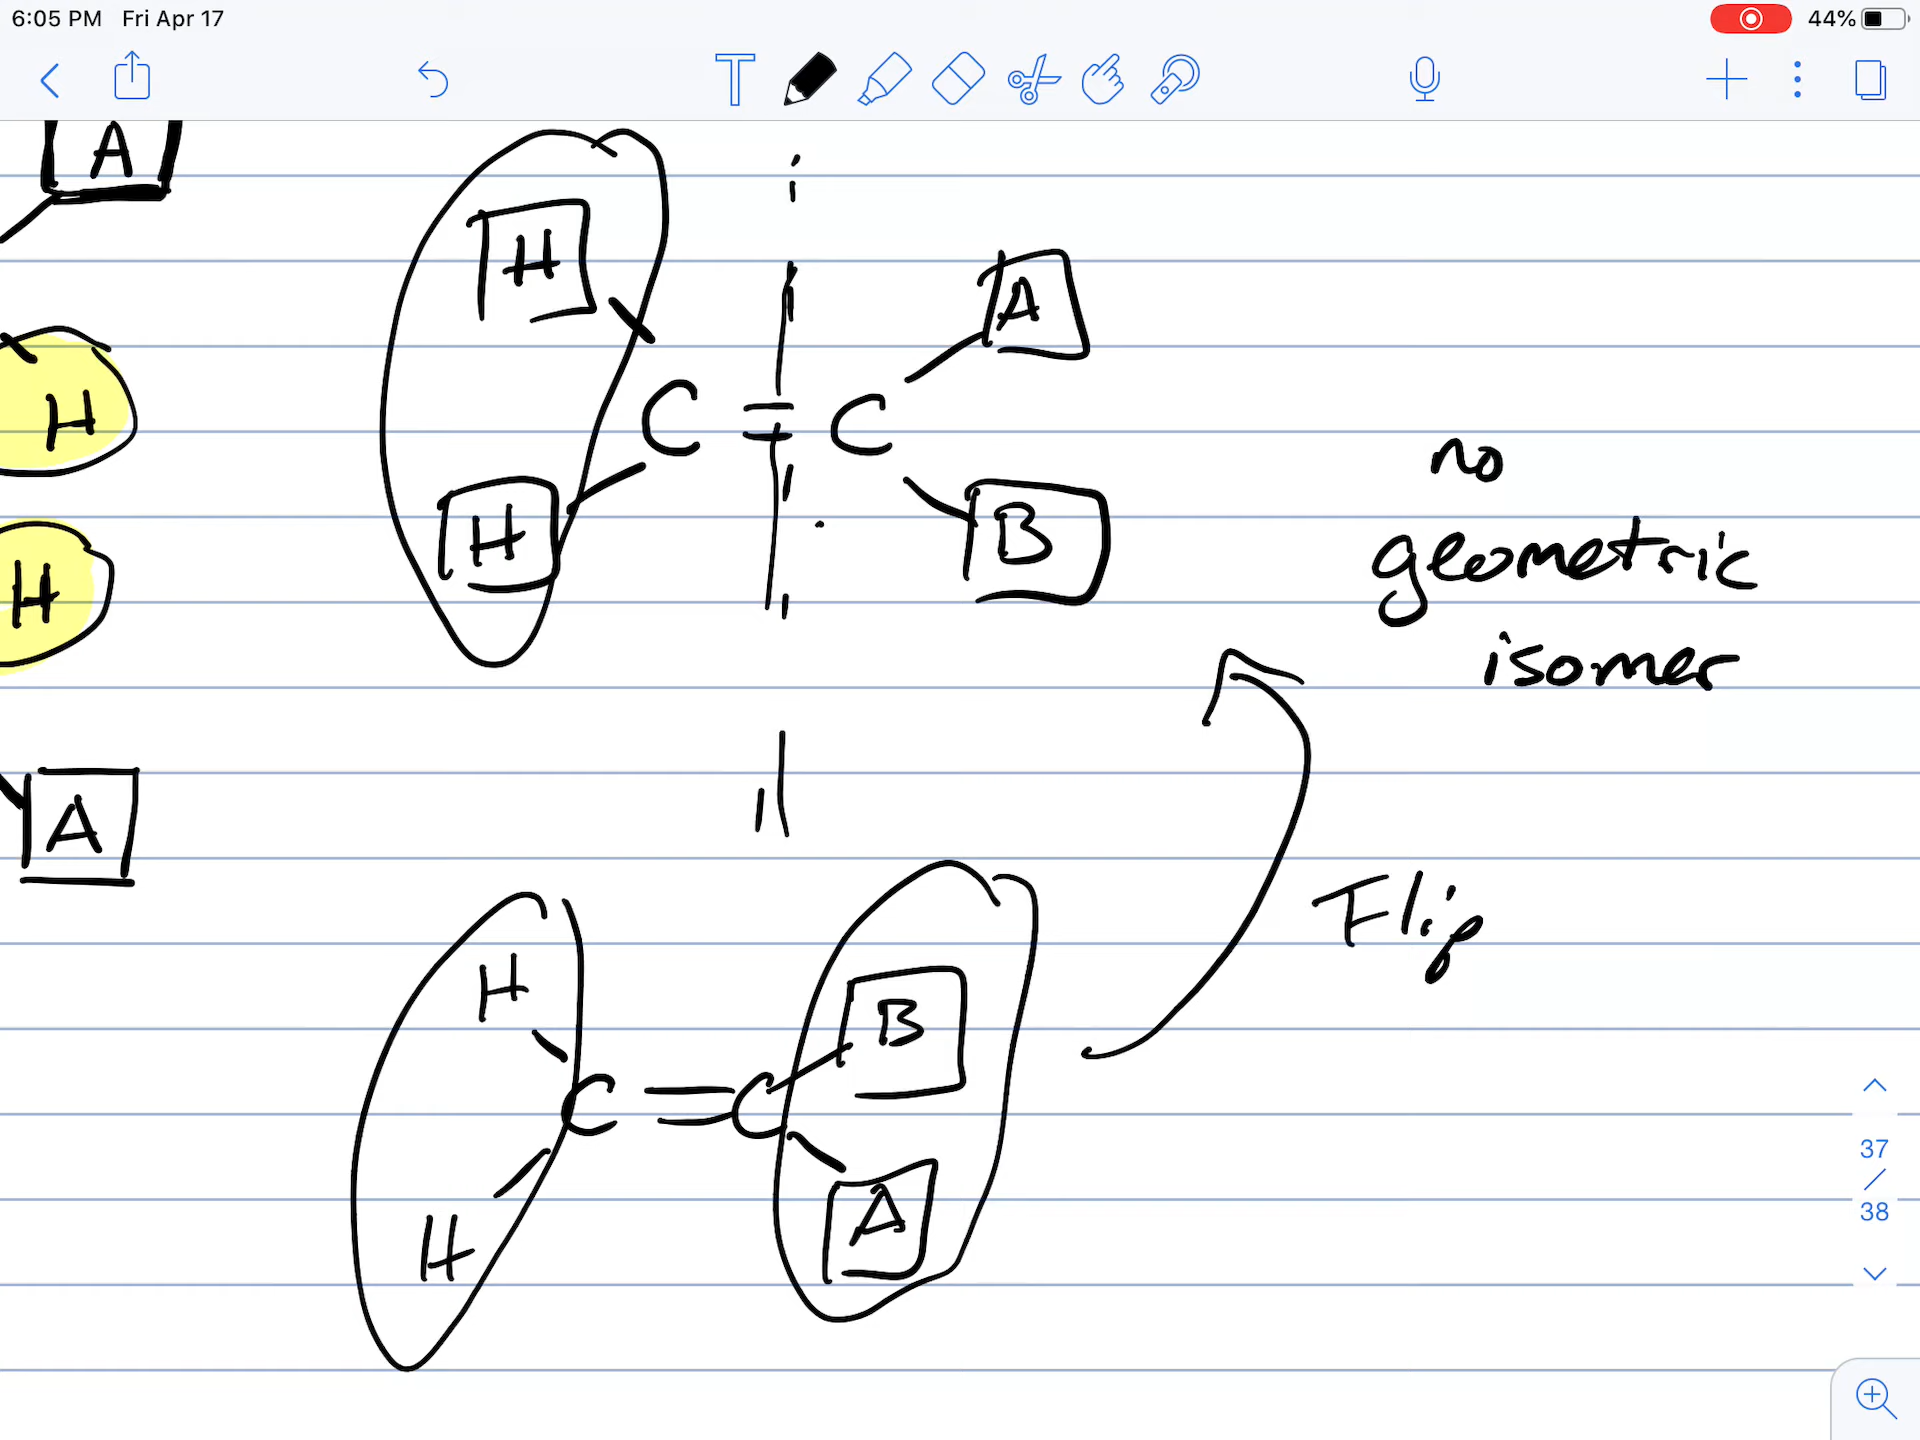 6:05 PM Fri Apr 17
44%
A
H
A
C = C
H
B
H
no
geometric
isomer
H
A
Flip
H
B
C = C
A
H
37
/
38